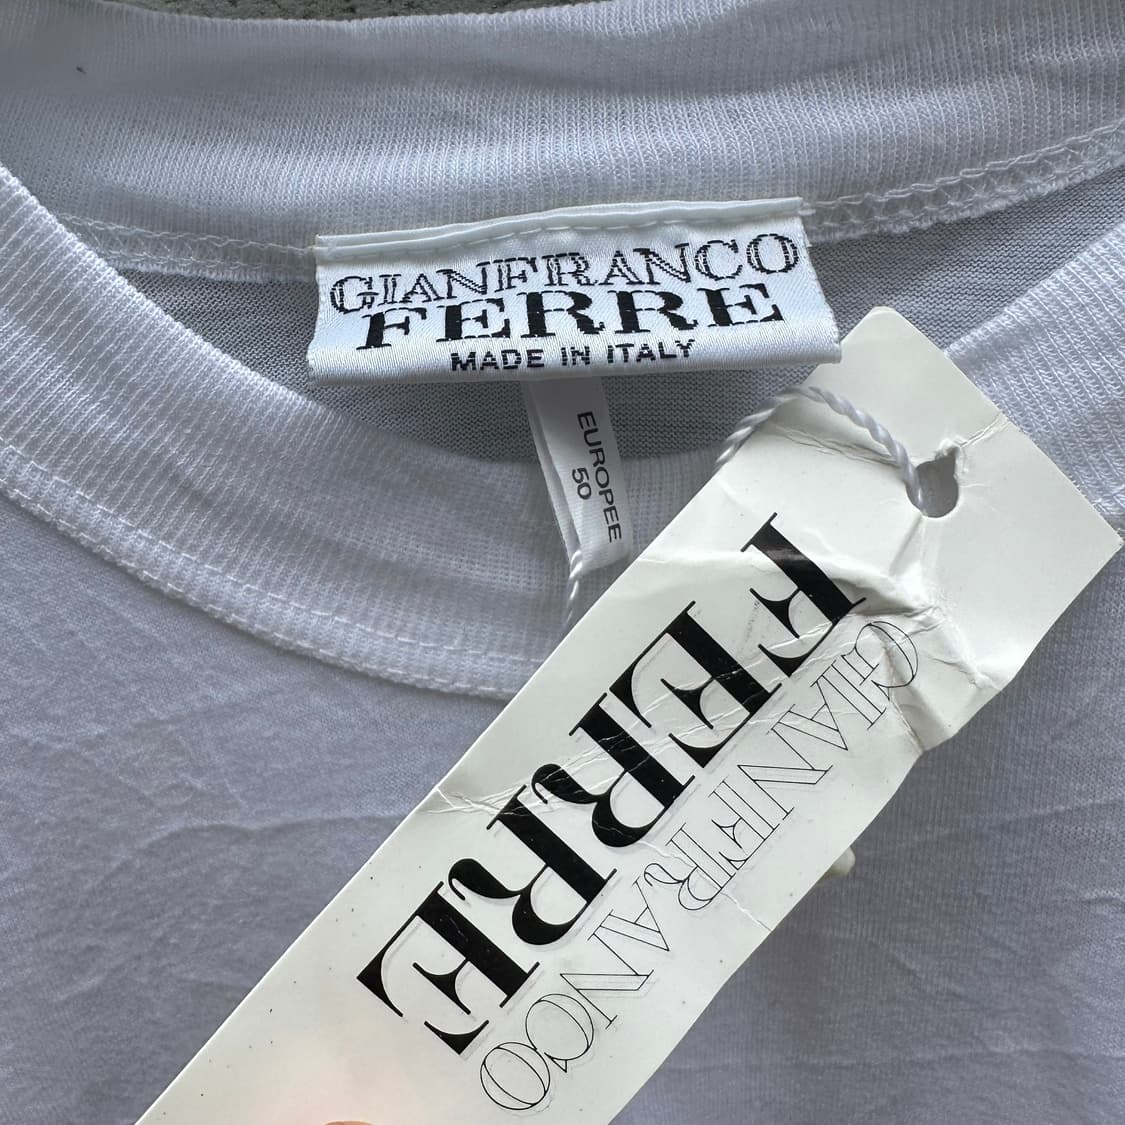 GIANFRANCO
FERRE
MADE IN ITALY
EUROPEE
50
GIANFRANCO
FERRE